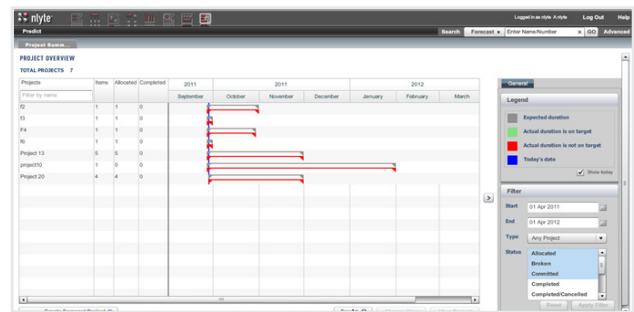 nlyte
Logged in as nlyte A nlyte Log Out Help
Predict
Search Forecast Enter Name/Number x GO Advanced
Project Summ...
PROJECT OVERVIEW
TOTAL PROJECTS 7
Projects Items Allocated Completed 2011 2011 2012
Filter by name September October November December January February March
f2 1 1 0
f3 1 1 0
F4 1 1 0
f6 1 1 0
Project 13 5 5 0
project10 1 0 0
Project 20 4 4 0
General
Legend
Expected duration
Actual duration is on target
Actual duration is not on target
Today's date
Show today
Filter
Start 01 Apr 2011
End 01 Apr 2012
Type Any Project
Status Allocated
Broken
Committed
Completed
Completed/Cancelled
Reset Apply Filter